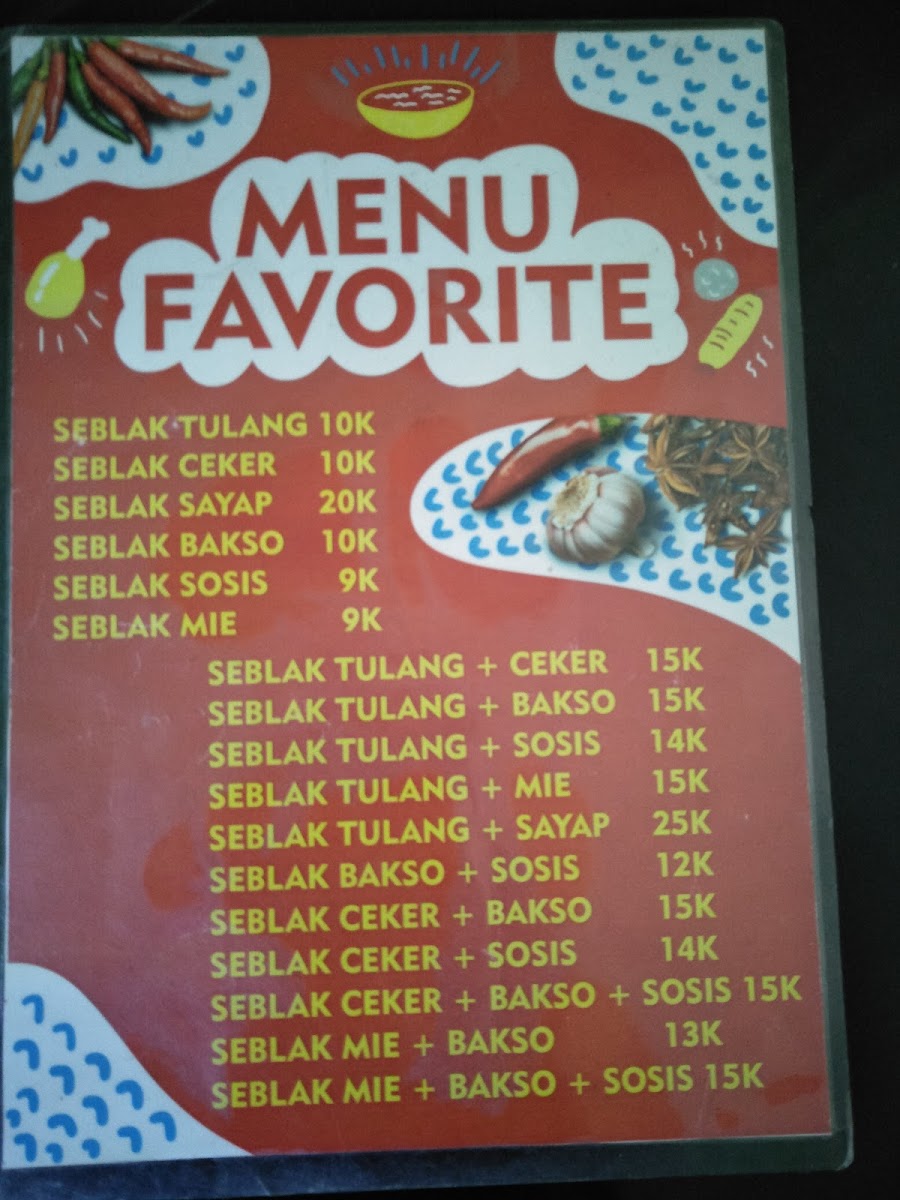 MENU
FAVORITE
SEBLAK TULANG 10K
SEBLAK CEKER 10K
SEBLAK SAYAP 20K
SEBLAK BAKSO 10K
SEBLAK SOSIS 9K
SEBLAK MIE 9K
SEBLAK TULANG + CEKER 15K
SEBLAK TULANG + BAKSO 15K
SEBLAK TULANG + SOSIS 14K
SEBLAK TULANG + MIE 15K
SEBLAK TULANG + SAYAP 25K
SEBLAK BAKSO + SOSIS 12K
SEBLAK CEKER + BAKSO 15K
SEBLAK CEKER + SOSIS 14K
SEBLAK CEKER + BAKSO + SOSIS 15K
SEBLAK MIE + BAKSO 13K
SEBLAK MIE + BAKSO + SOSIS 15K